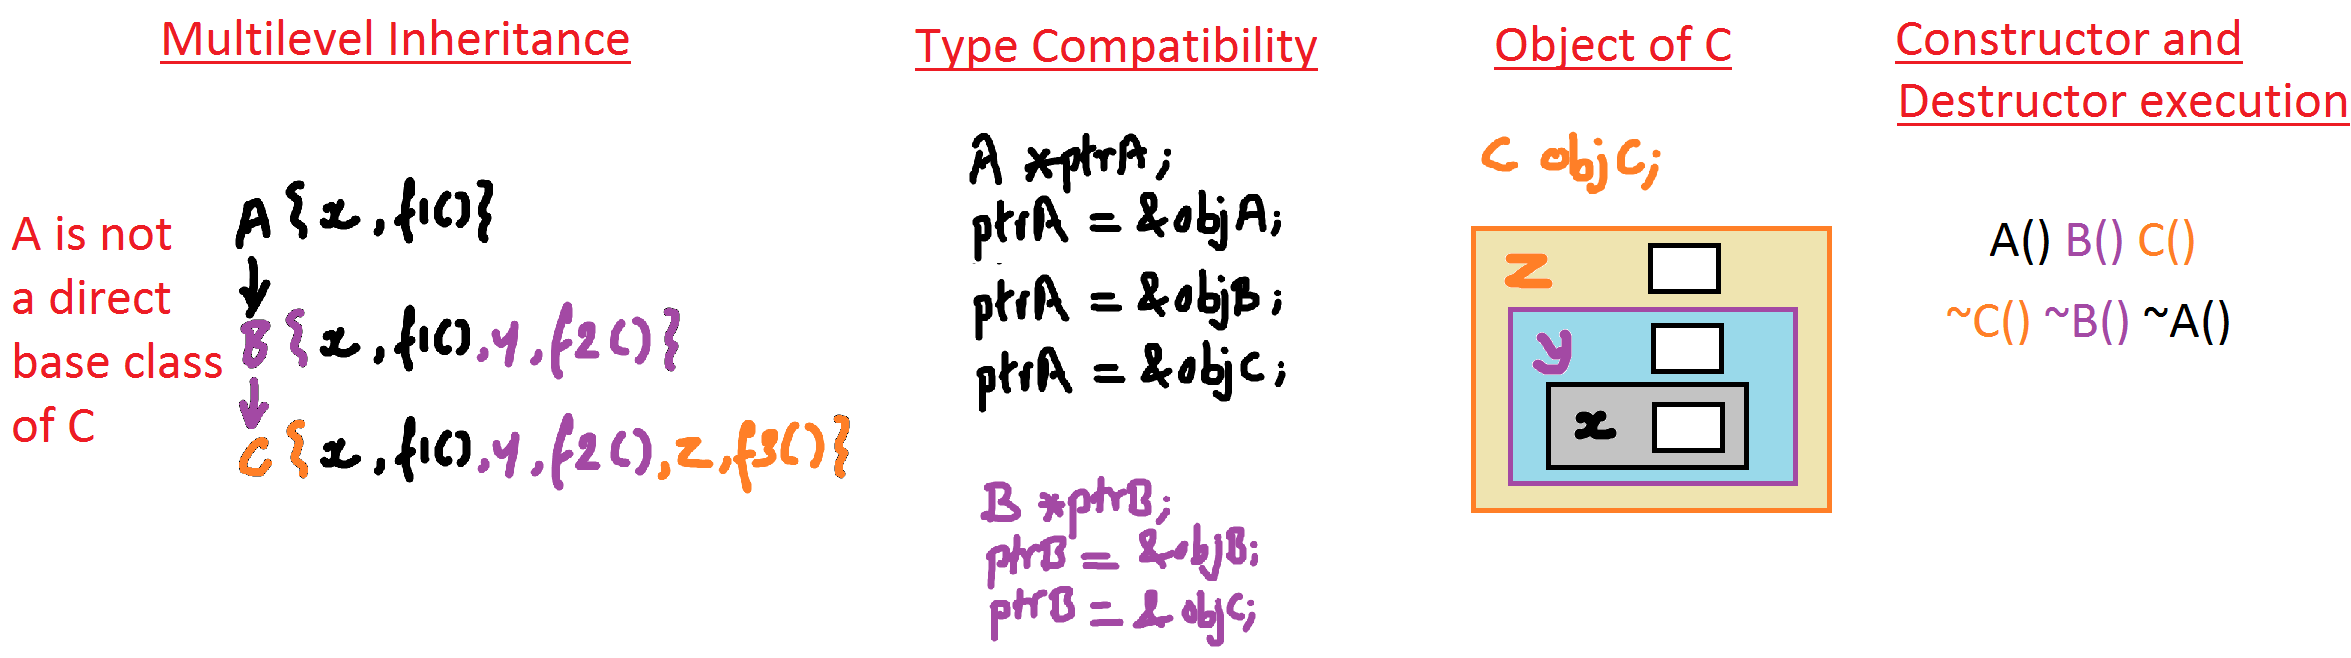 Multilevel Inheritance
A is not
a direct
base class
of C
A {x, f1()}
B {x, f1(), y, f2()}
C {x, f1(), y, f2(), z, f3()}
Type Compatibility
A *ptrA;
ptrA = &objA;
ptrA = &objB;
ptrA = &objC;
B *ptrB;
ptrB = &objB;
ptrB = &objC;
Object of C
C objC;
z
y
x
Constructor and
Destructor execution
A() B() C()
~C() ~B() ~A()